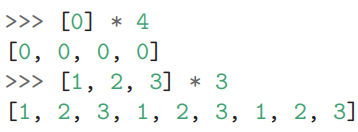 >>> [0] * 4
[0, 0, 0, 0]
>>> [1, 2, 3] * 3
[1, 2, 3, 1, 2, 3, 1, 2, 3]